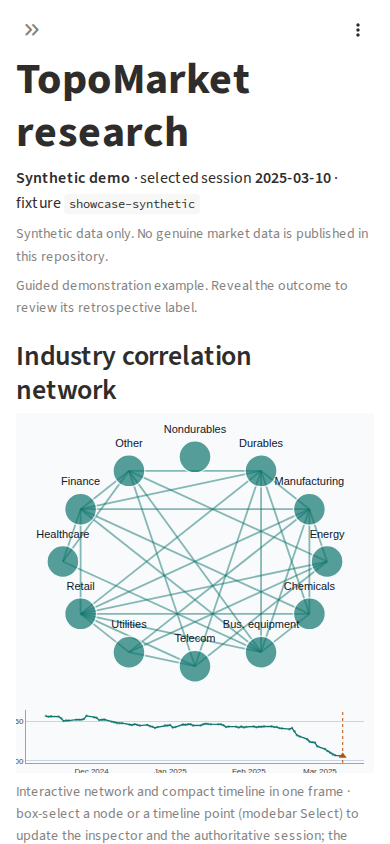 TopoMarket
research
Synthetic demo · selected session 2025-03-10 ·
fixture showcase-synthetic
Synthetic data only. No genuine market data is published in
this repository.
Guided demonstration example. Reveal the outcome to
review its retrospective label.
Industry correlation
network
Nondurables
Other
Durables
Finance
Manufacturing
Healthcare
Energy
Retail
Chemicals
Utilities
Bus. equipment
Telecom
Dec 2024
Jan 2025
Feb 2025
Mar 2025
Interactive network and compact timeline in one frame ·
box-select a node or a timeline point (modebar Select) to
update the inspector and the authoritative session; the